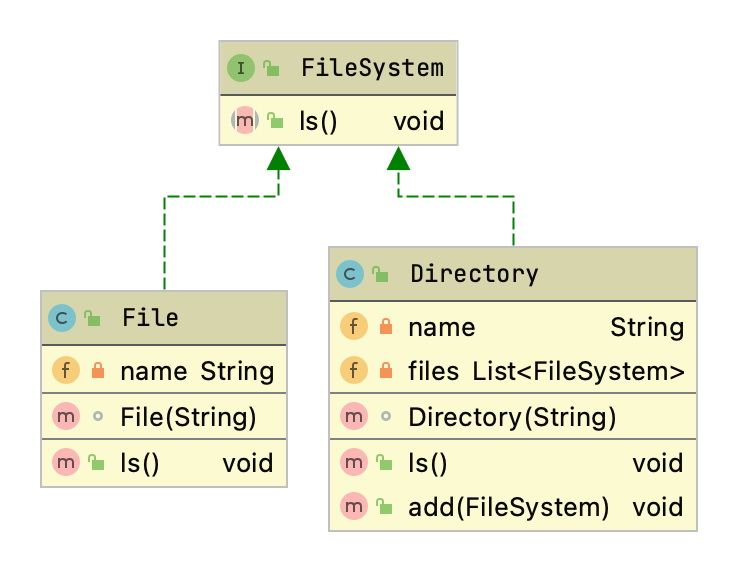 I FileSystem
m ls() void
C File
f name String
m File(String)
m ls() void
C Directory
f name String
f files List<FileSystem>
m Directory(String)
m ls() void
m add(FileSystem) void